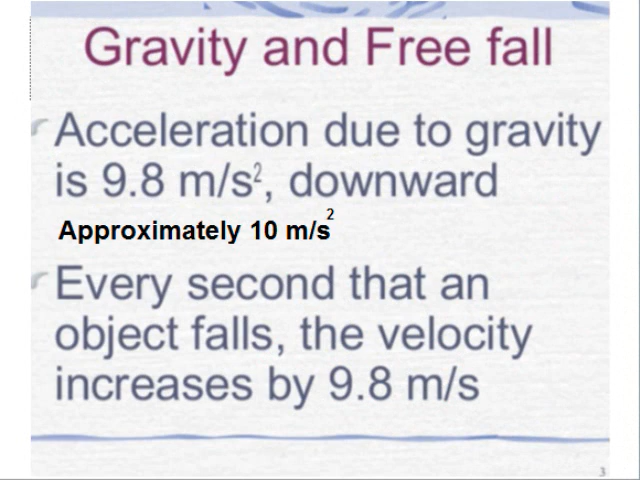 Gravity and Free fall
Acceleration due to gravity
is 9.8 m/s², downward
Approximately 10 m/s²
Every second that an
object falls, the velocity
increases by 9.8 m/s
3